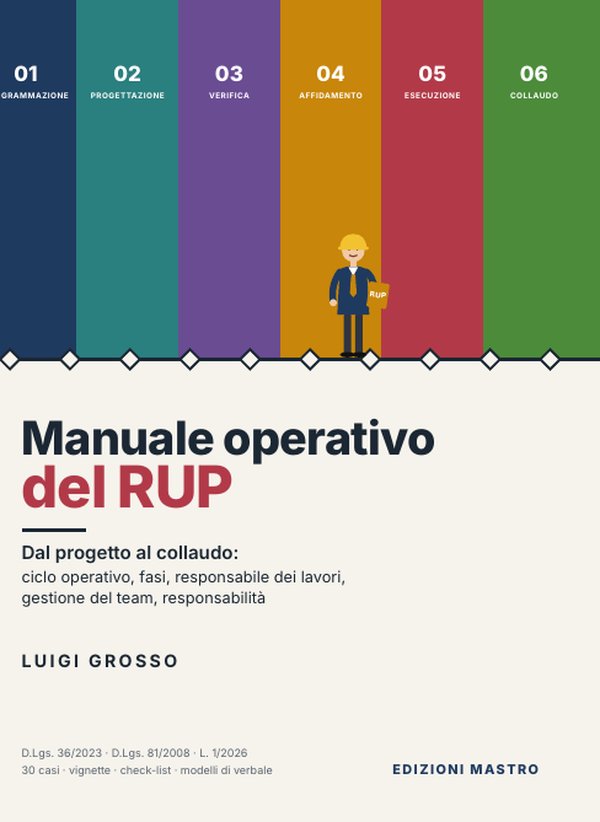 01 02 03 04 05 06
GRAMMAZIONE PROGETTAZIONE VERIFICA AFFIDAMENTO ESECUZIONE COLLAUDO
RUP
Manuale operativo
del RUP
Dal progetto al collaudo:
ciclo operativo, fasi, responsabile dei lavori,
gestione del team, responsabilità
LUIGI GROSSO
D.Lgs. 36/2023 · D.Lgs. 81/2008 · L. 1/2026
30 casi · vignette · check-list · modelli di verbale
EDIZIONI MASTRO